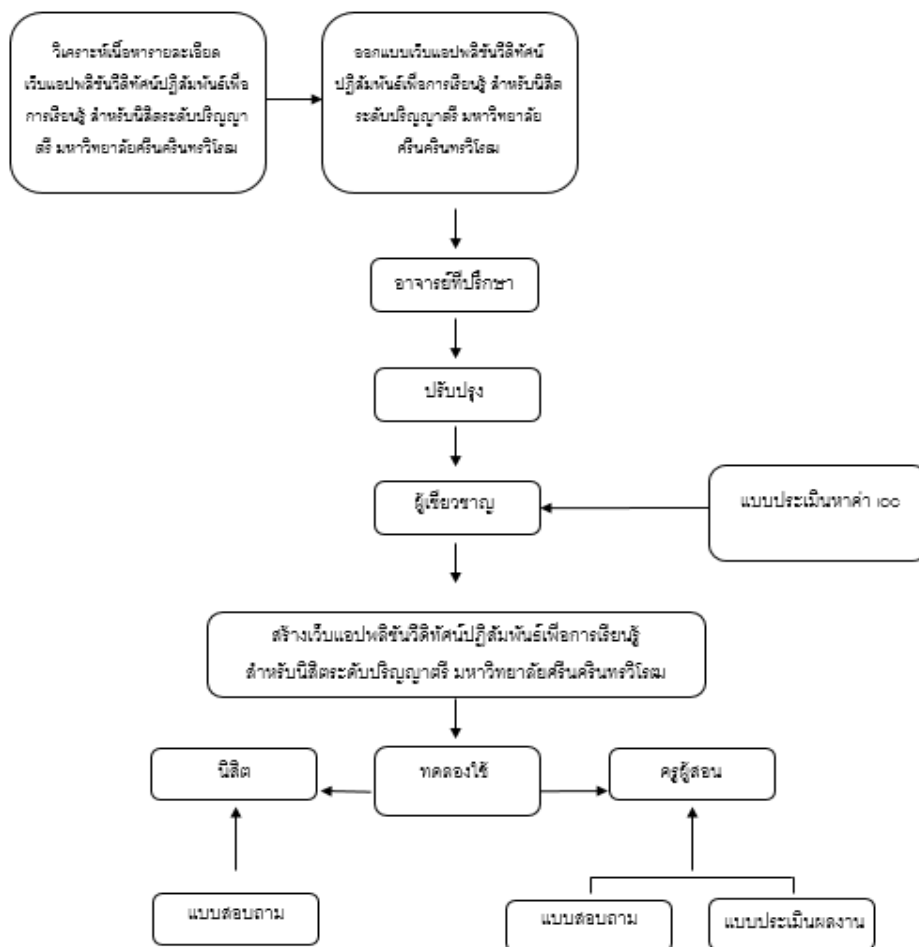 วิเคราะห์เนื้อหารายละเอียด
เว็บแอปพลิชันวีดิทัศน์ปฏิสัมพันธ์เพื่อ
การเรียนรู้ สำหรับนิสิตระดับปริญญา
ตรี มหาวิทยาลัยศรีนครินทรวิโรฒ
ออกแบบเว็บแอปพลิชันวีดิทัศน์
ปฏิสัมพันธ์เพื่อการเรียนรู้ สำหรับนิสิต
ระดับปริญญาตรี มหาวิทยาลัย
ศรีนครินทรวิโรฒ
อาจารย์ที่ปรึกษา
ปรับปรุง
ผู้เชี่ยวชาญ
แบบประเมินหาค่า IOC
สร้างเว็บแอปพลิชันวีดิทัศน์ปฏิสัมพันธ์เพื่อการเรียนรู้
สำหรับนิสิตระดับปริญญาตรี มหาวิทยาลัยศรีนครินทรวิโรฒ
นิสิต
ทดลองใช้
ครูผู้สอน
แบบสอบถาม
แบบสอบถาม
แบบประเมินผลงาน